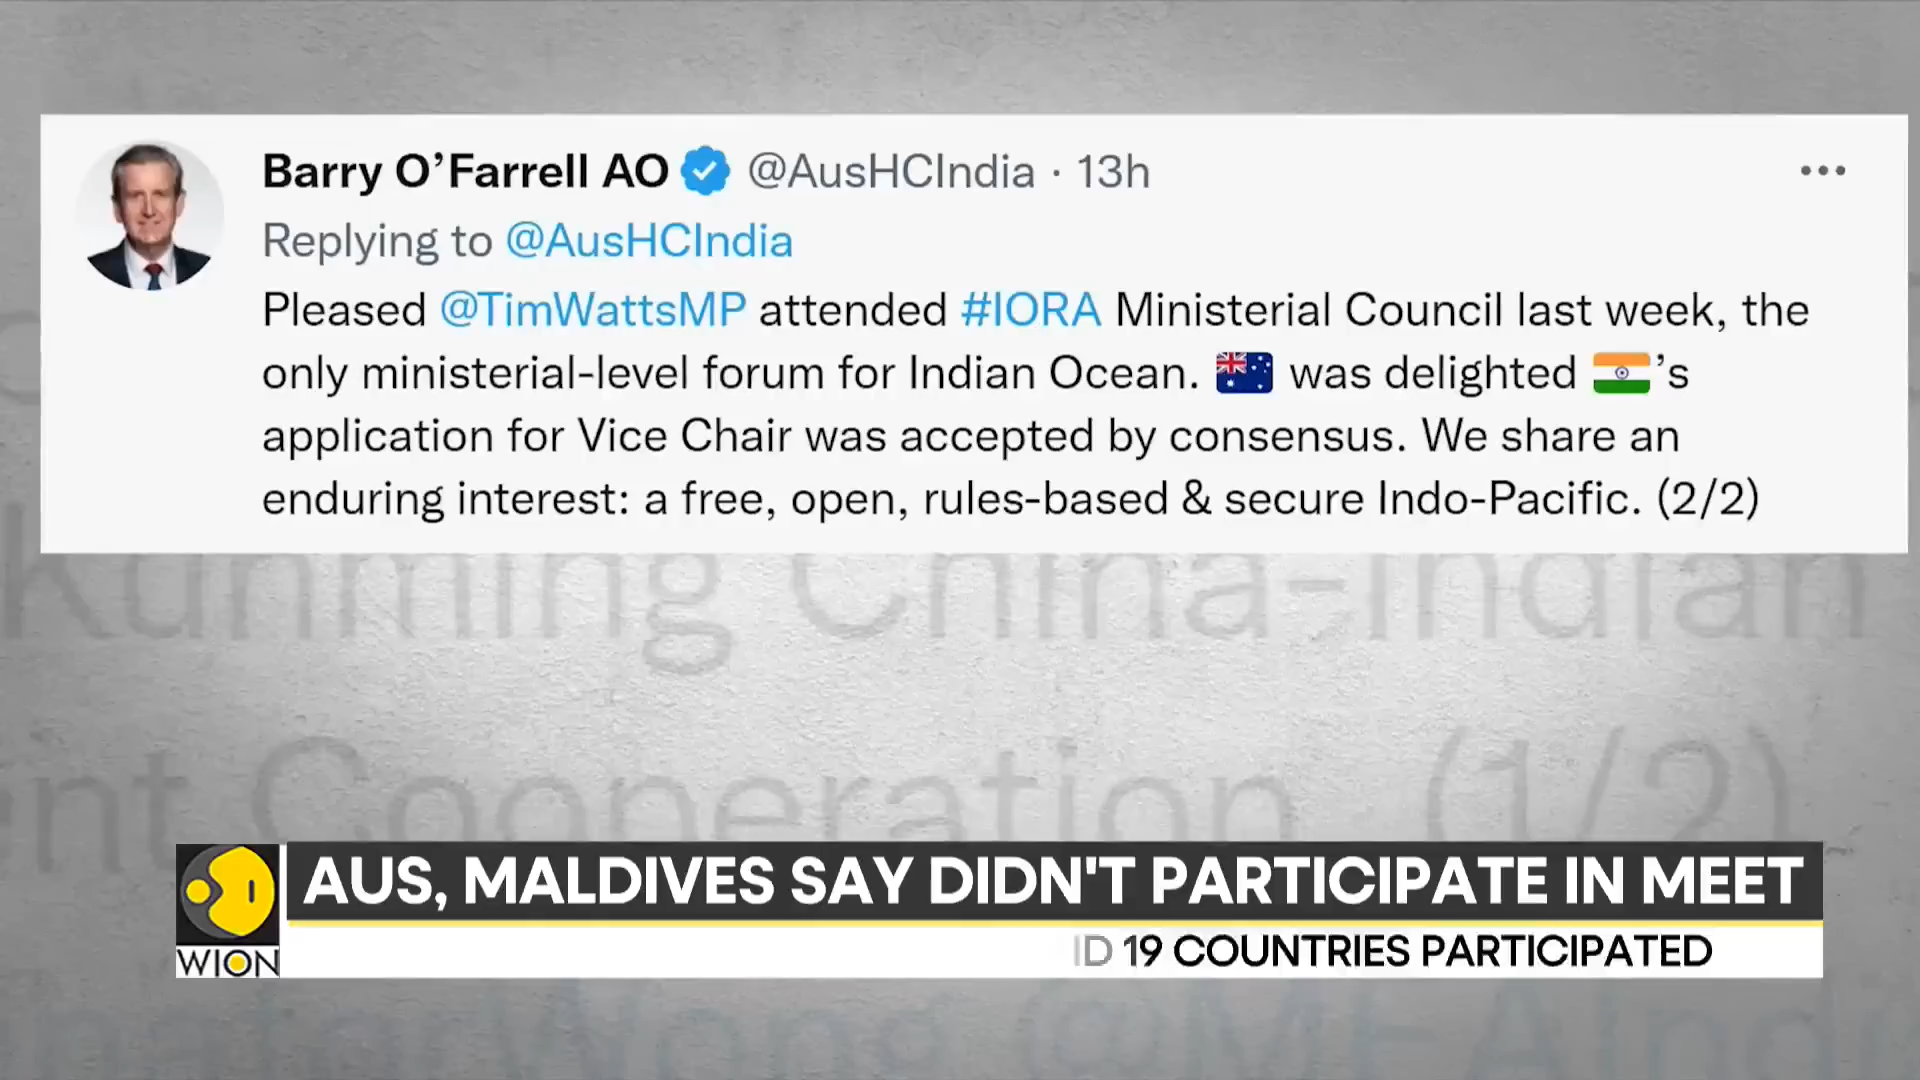 Barry O’Farrell AO @AusHCIndia · 13h
Replying to @AusHCIndia
Pleased @TimWattsMP attended #IORA Ministerial Council last week, the
only ministerial-level forum for Indian Ocean. 🇦🇺 was delighted 🇮🇳’s
application for Vice Chair was accepted by consensus. We share an
enduring interest: a free, open, rules-based & secure Indo-Pacific. (2/2)
Kunming China-Indian
Cooperation (1/2)
AUS, MALDIVES SAY DIDN'T PARTICIPATE IN MEET
19 COUNTRIES PARTICIPATED
WION